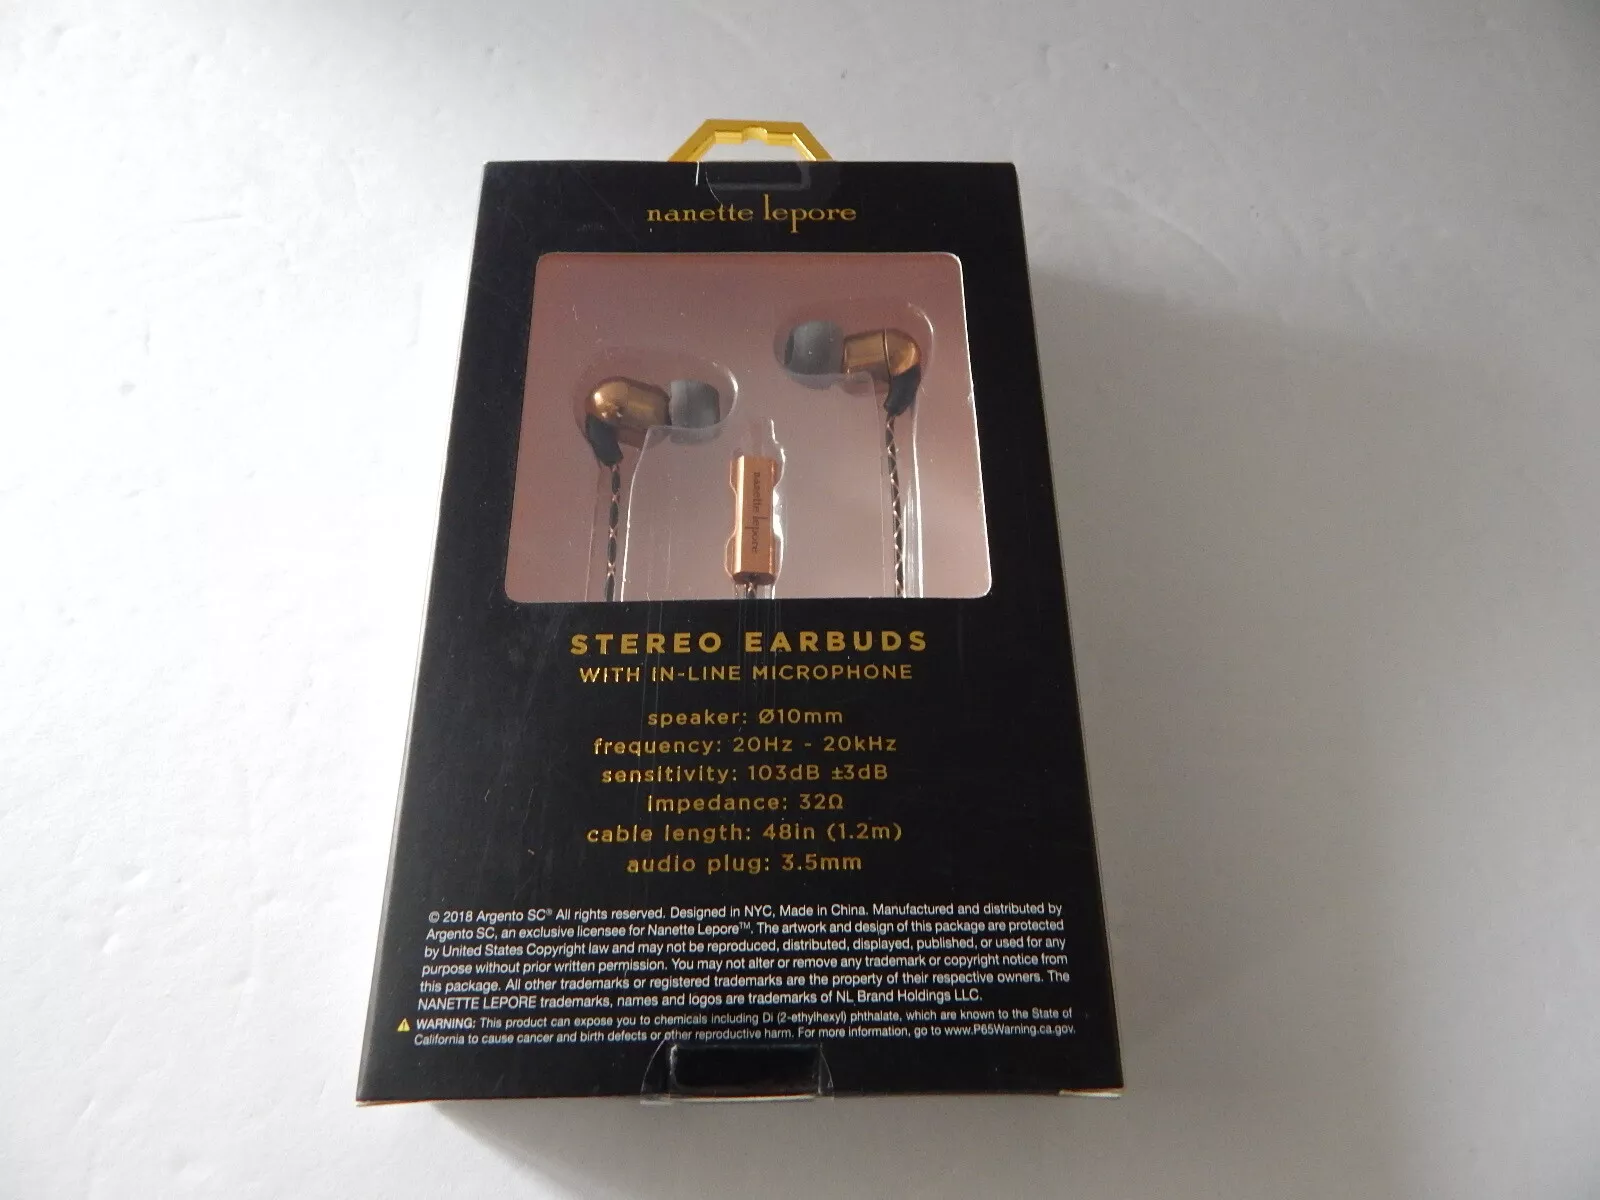 nanette lepore
nanette lepore
STEREO EARBUDS
WITH IN-LINE MICROPHONE
speaker: Ø10mm
frequency: 20Hz - 20kHz
sensitivity: 103dB ±3dB
impedance: 32Ω
cable length: 48in (1.2m)
audio plug: 3.5mm
© 2018 Argento SC® All rights reserved. Designed in NYC, Made in China. Manufactured and distributed by
Argento SC, an exclusive licensee for Nanette Lepore™. The artwork and design of this package are protected
by United States Copyright law and may not be reproduced, distributed, displayed, published, or used for any
purpose without prior written permission. You may not alter or remove any trademark or copyright notice from
this package. All other trademarks or registered trademarks are the property of their respective owners. The
NANETTE LEPORE trademarks, names and logos are trademarks of NL Brand Holdings LLC.
⚠ WARNING: This product can expose you to chemicals including Di (2-ethylhexyl) phthalate, which are known to the State of
California to cause cancer and birth defects or other reproductive harm. For more information, go to www.P65Warning.ca.gov.